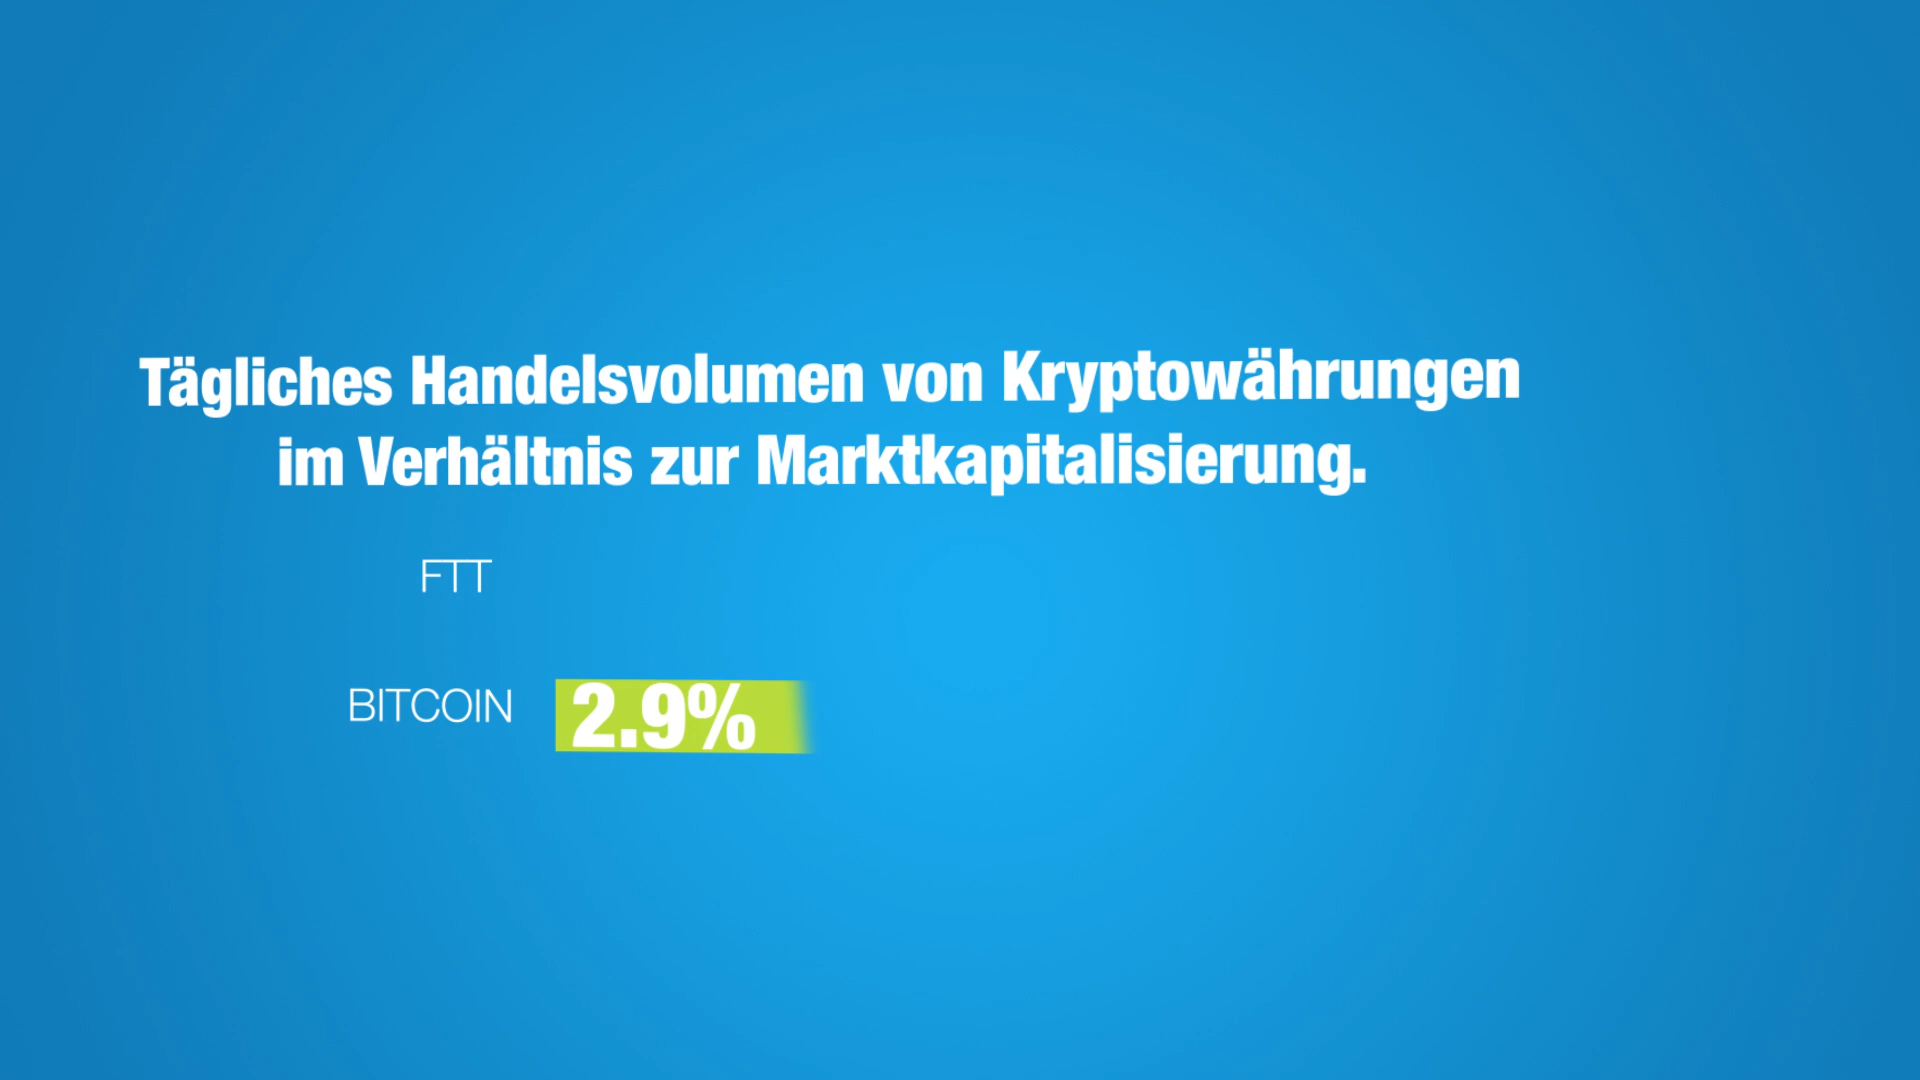 Tägliches Handelsvolumen von Kryptowährungen
im Verhältnis zur Marktkapitalisierung.
FTT
BITCOIN 2.9%